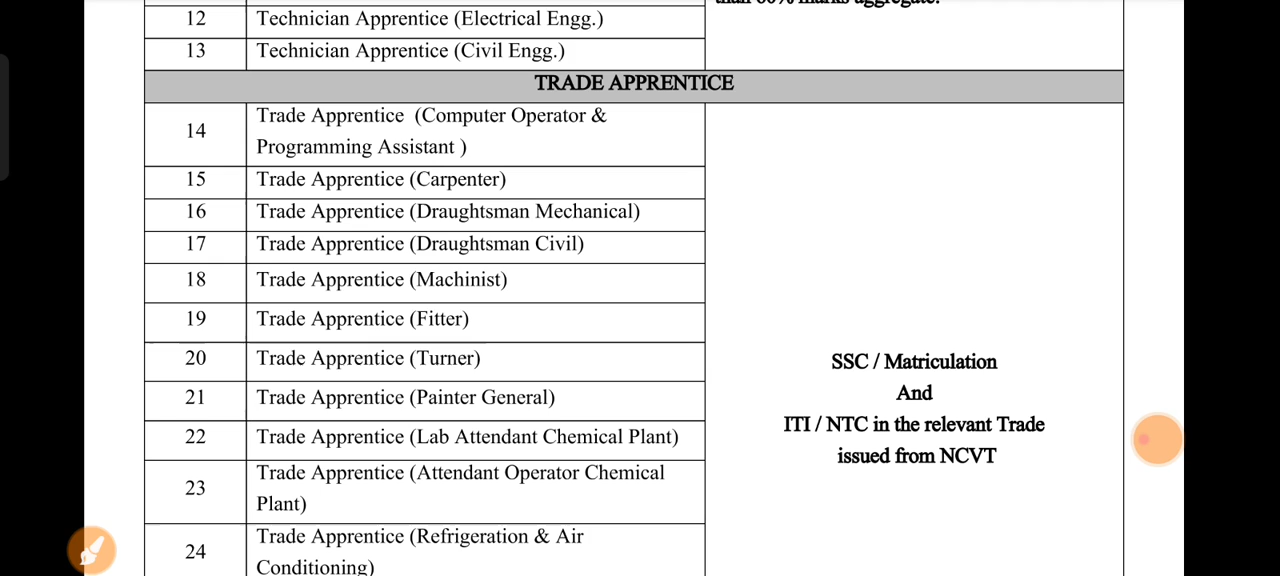 than 60% marks aggregate.
12 Technician Apprentice (Electrical Engg.)
13 Technician Apprentice (Civil Engg.)
TRADE APPRENTICE
14 Trade Apprentice (Computer Operator &
Programming Assistant )
15 Trade Apprentice (Carpenter)
16 Trade Apprentice (Draughtsman Mechanical)
17 Trade Apprentice (Draughtsman Civil)
18 Trade Apprentice (Machinist)
19 Trade Apprentice (Fitter)
20 Trade Apprentice (Turner)
21 Trade Apprentice (Painter General)
22 Trade Apprentice (Lab Attendant Chemical Plant)
23 Trade Apprentice (Attendant Operator Chemical
Plant)
24 Trade Apprentice (Refrigeration & Air
Conditioning)
SSC / Matriculation
And
ITI / NTC in the relevant Trade
issued from NCVT